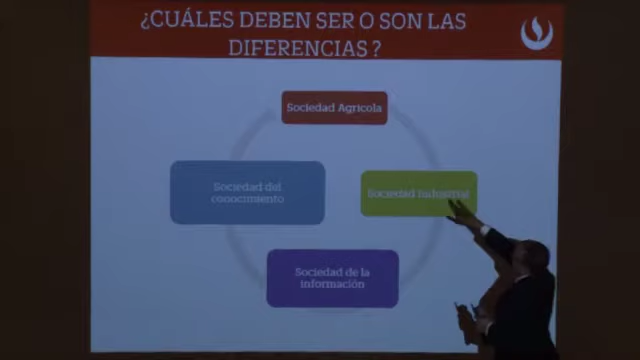 ¿CUÁLES DEBEN SER O SON LAS
DIFERENCIAS ?
Sociedad Agrícola
Sociedad del
conocimiento
Sociedad Industrial
Sociedad de la
información